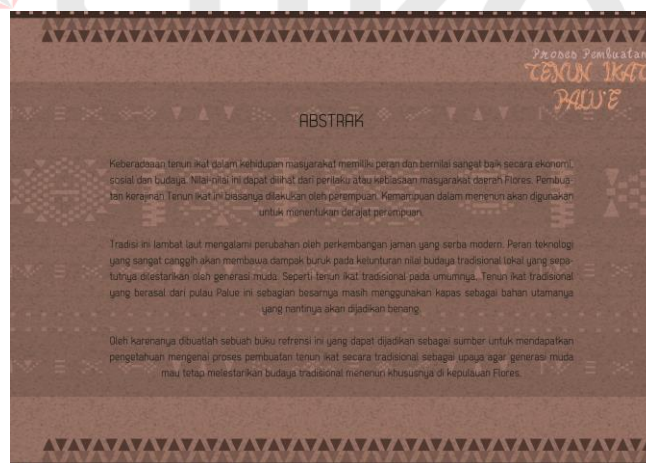 Proses Pembuatan
TENUN IKAT
PALU'E
ABSTRAK
Keberadaaan tenun ikat dalam kehidupan masyarakat memiliki peran dan bernilai sangat baik secara ekonomi,
sosial dan budaya. Nilai-nilai ini dapat dilihat dari perilaku atau kebiasaan masyarakat daerah Flores. Pembua-
tan kerajinan Tenun ikat ini biasanya dilakukan oleh perempuan. Kemampuan dalam menenun akan digunakan
untuk menentukan derajat perempuan.
Tradisi ini lambat laut mengalami perubahan oleh perkembangan jaman yang serba modern. Peran teknologi
yang sangat canggih akan membawa dampak buruk pada kelunturan nilai budaya tradisional lokal yang sepa-
tutnya dilestarikan oleh generasi muda. Seperti tenun ikat tradisional pada umumnya. Tenun ikat tradisional
yang berasal dari pulau Palue ini sebagian besarnya masih menggunakan kapas sebagai bahan utamanya
yang nantinya akan dijadikan benang.
Oleh karenanya dibuatlah sebuah buku refrensi ini yang dapat dijadikan sebagai sumber untuk mendapatkan
pengetahuan mengenai proses pembuatan tenun ikat secara tradisional sebagai upaya agar generasi muda
mau tetap melestarikan budaya tradisional menenun khususnya di kepulauan Flores.